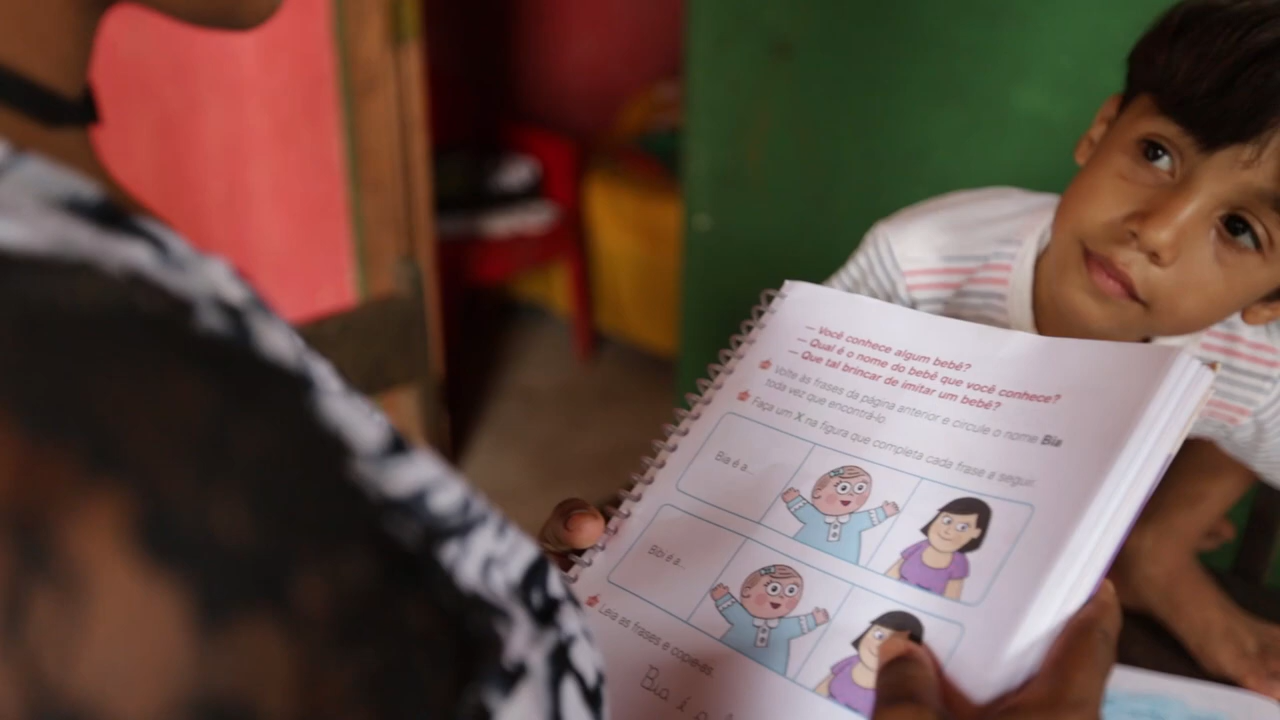 — Você conhece algum bebê?
— Qual é o nome do bebê que você conhece?
— Que tal brincar de imitar um bebê?
Volte às frases da página anterior e circule o nome Bia
toda vez que encontrá-lo.
Faça um X na figura que completa cada frase a seguir.
Bia é a...
Bibi é a...
Leia as frases e copie-as.
Bia é a